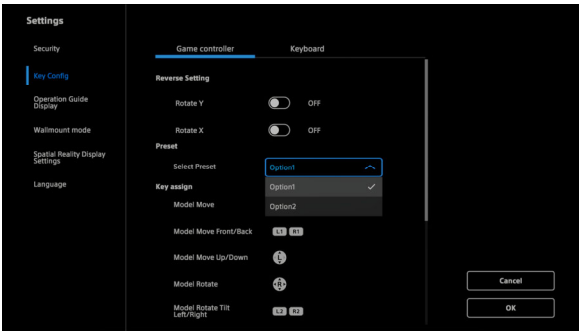 Settings
Security
Key Config
Operation Guide
Display
Wallmount mode
Spatial Reality Display
Settings
Language
Game controller
Keyboard
Reverse Setting
Rotate Y
OFF
Rotate X
OFF
Preset
Select Preset
Option1
Option1
Option2
Key assign
Model Move
Model Move Front/Back
L1 R1
Model Move Up/Down
L
Model Rotate
R
Model Rotate Tilt
Left/Right
L2 R2
Cancel
OK